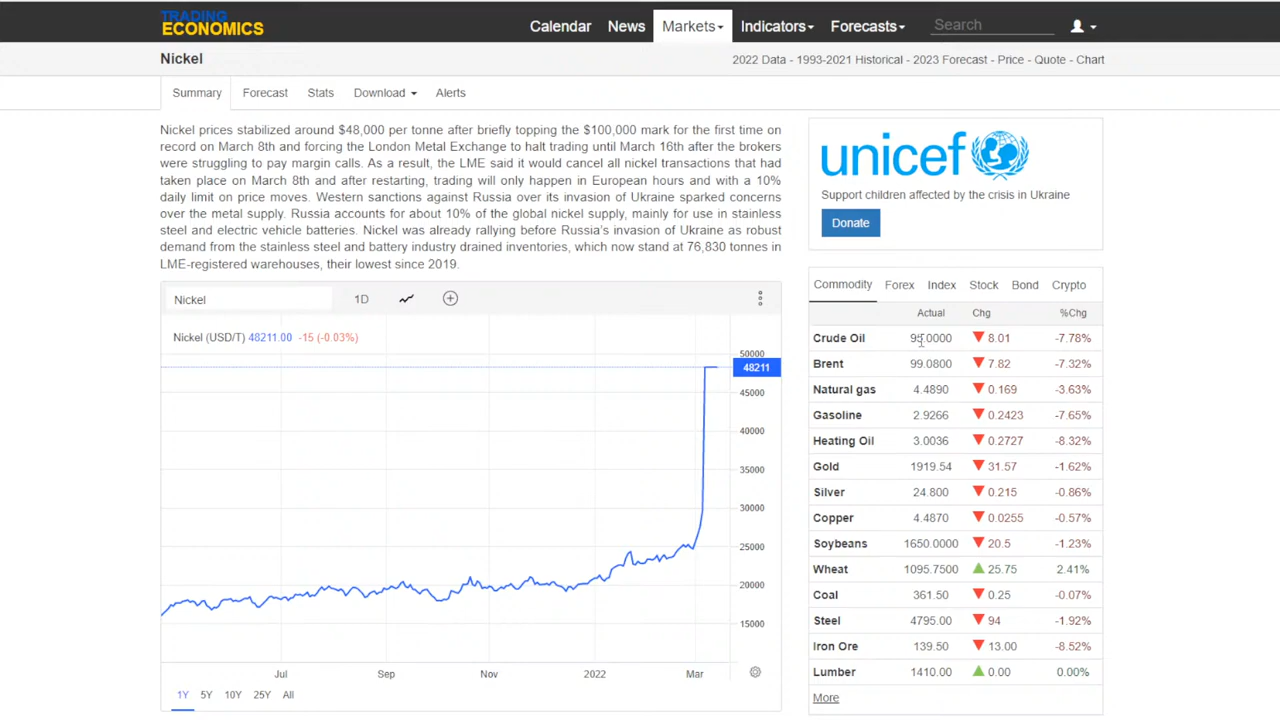 TRADING
ECONOMICS
Calendar News Markets Indicators Forecasts Search
Nickel
2022 Data - 1993-2021 Historical - 2023 Forecast - Price - Quote - Chart
Summary Forecast Stats Download Alerts
Nickel prices stabilized around $48,000 per tonne after briefly topping the $100,000 mark for the first time on
record on March 8th and forcing the London Metal Exchange to halt trading until March 16th after the brokers
were struggling to pay margin calls. As a result, the LME said it would cancel all nickel transactions that had
taken place on March 8th and after restarting, trading will only happen in European hours and with a 10%
daily limit on price moves. Western sanctions against Russia over its invasion of Ukraine sparked concerns
over the metal supply. Russia accounts for about 10% of the global nickel supply, mainly for use in stainless
steel and electric vehicle batteries. Nickel was already rallying before Russia's invasion of Ukraine as robust
demand from the stainless steel and battery industry drained inventories, which now stand at 76,830 tonnes in
LME-registered warehouses, their lowest since 2019.
Nickel 1D
Nickel (USD/T) 48211.00 -15 (-0.03%)
50000
48211
45000
40000
35000
30000
25000
20000
15000
Jul Sep Nov 2022 Mar
1Y 5Y 10Y 25Y All
unicef
Support children affected by the crisis in Ukraine
Donate
Commodity Forex Index Stock Bond Crypto
Actual Chg %Chg
Crude Oil 95.0000 8.01 -7.78%
Brent 99.0800 7.82 -7.32%
Natural gas 4.4890 0.169 -3.63%
Gasoline 2.9266 0.2423 -7.65%
Heating Oil 3.0036 0.2727 -8.32%
Gold 1919.54 31.57 -1.62%
Silver 24.800 0.215 -0.86%
Copper 4.4870 0.0255 -0.57%
Soybeans 1650.0000 20.5 -1.23%
Wheat 1095.7500 25.75 2.41%
Coal 361.50 0.25 -0.07%
Steel 4795.00 94 -1.92%
Iron Ore 139.50 13.00 -8.52%
Lumber 1410.00 0.00 0.00%
More